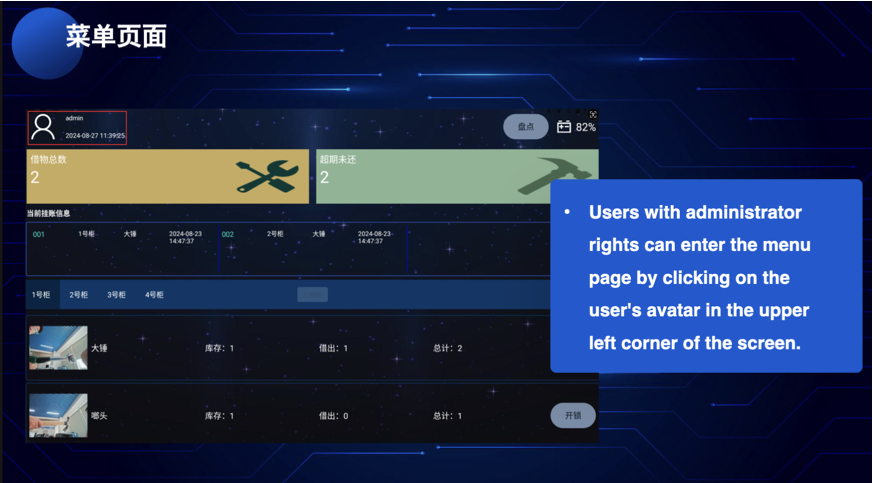 菜单页面
admin
2024-08-27 11:39:25
盘点
82%
借物总数
2
超期未还
2
当前挂账信息
001 1号柜 大锤 2024-08-23 14:47:37
002 2号柜 大锤 2024-08-23 14:47:37
1号柜 2号柜 3号柜 4号柜
大锤 库存：1 借出：1 总计：2
榔头 库存：1 借出：0 总计：1 开锁
• Users with administrator
rights can enter the menu
page by clicking on the
user's avatar in the upper
left corner of the screen.